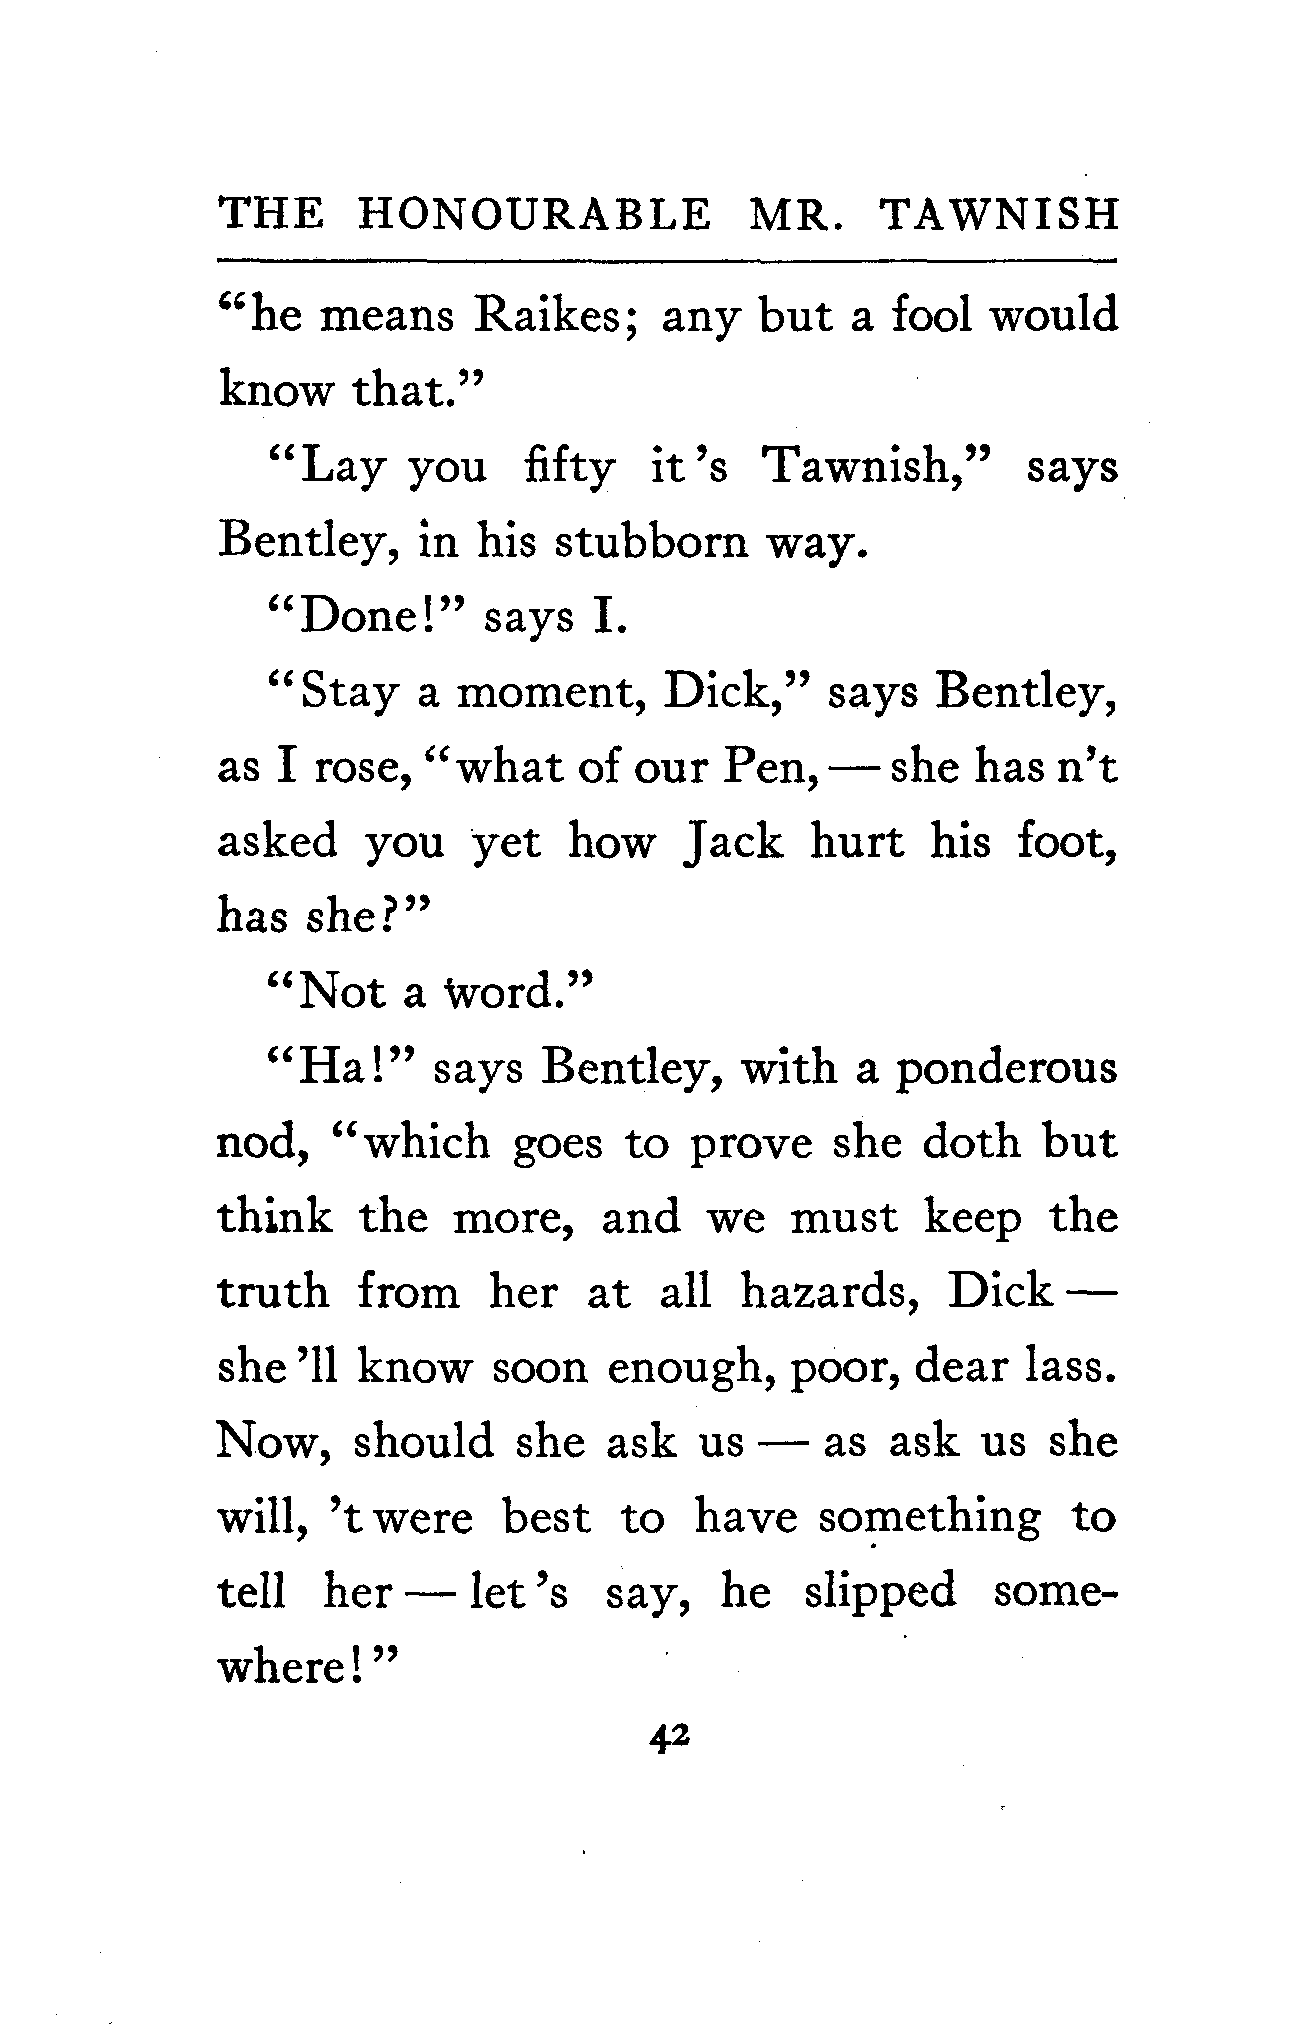 THE HONOURABLE MR. TAWNISH
“he means Raikes; any but a fool would
know that.”
“Lay you fifty it ’s Tawnish,” says
Bentley, in his stubborn way.
“Done!” says I.
“Stay a moment, Dick,” says Bentley,
as I rose, “what of our Pen,—she has n’t
asked you yet how Jack hurt his foot,
has she?”
“Not a word.”
“Ha!” says Bentley, with a ponderous
nod, “which goes to prove she doth but
think the more, and we must keep the
truth from her at all hazards, Dick—
she ’ll know soon enough, poor, dear lass.
Now, should she ask us — as ask us she
will, ’t were best to have something to
tell her — let ’s say, he slipped some-
where!”
42